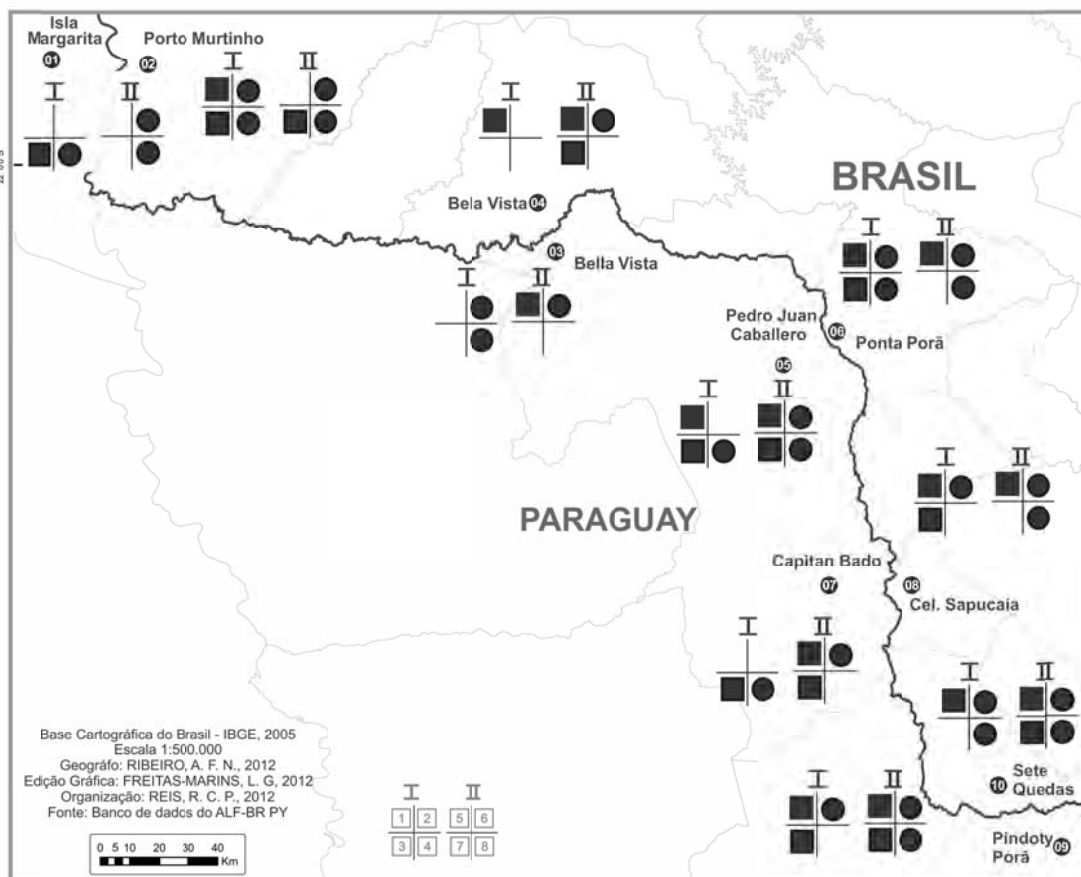 Isla
Margarita
01
Porto Murtinho
02
I
II
I
II
I
II
22°00'S
BRASIL
Bela Vista 04
I
II
03
Bella Vista
I
II
Pedro Juan
Caballero
06
Ponta Porã
05
I
II
I
II
PARAGUAY
Capitan Bado
07
08
Cel. Sapucaia
I
II
I
II
Base Cartográfica do Brasil - IBGE, 2005
Escala 1:500.000
Geográfo: RIBEIRO, A. F. N., 2012
Edição Gráfica: FREITAS-MARINS, L. G, 2012
Organização: REIS, R. C. P., 2012
Fonte: Banco de dados do ALF-BR PY
0 5 10 20 30 40
Km
I
II
1 2 5 6
3 4 7 8
I
II
10
Sete
Quedas
Pindoty
Porã
09